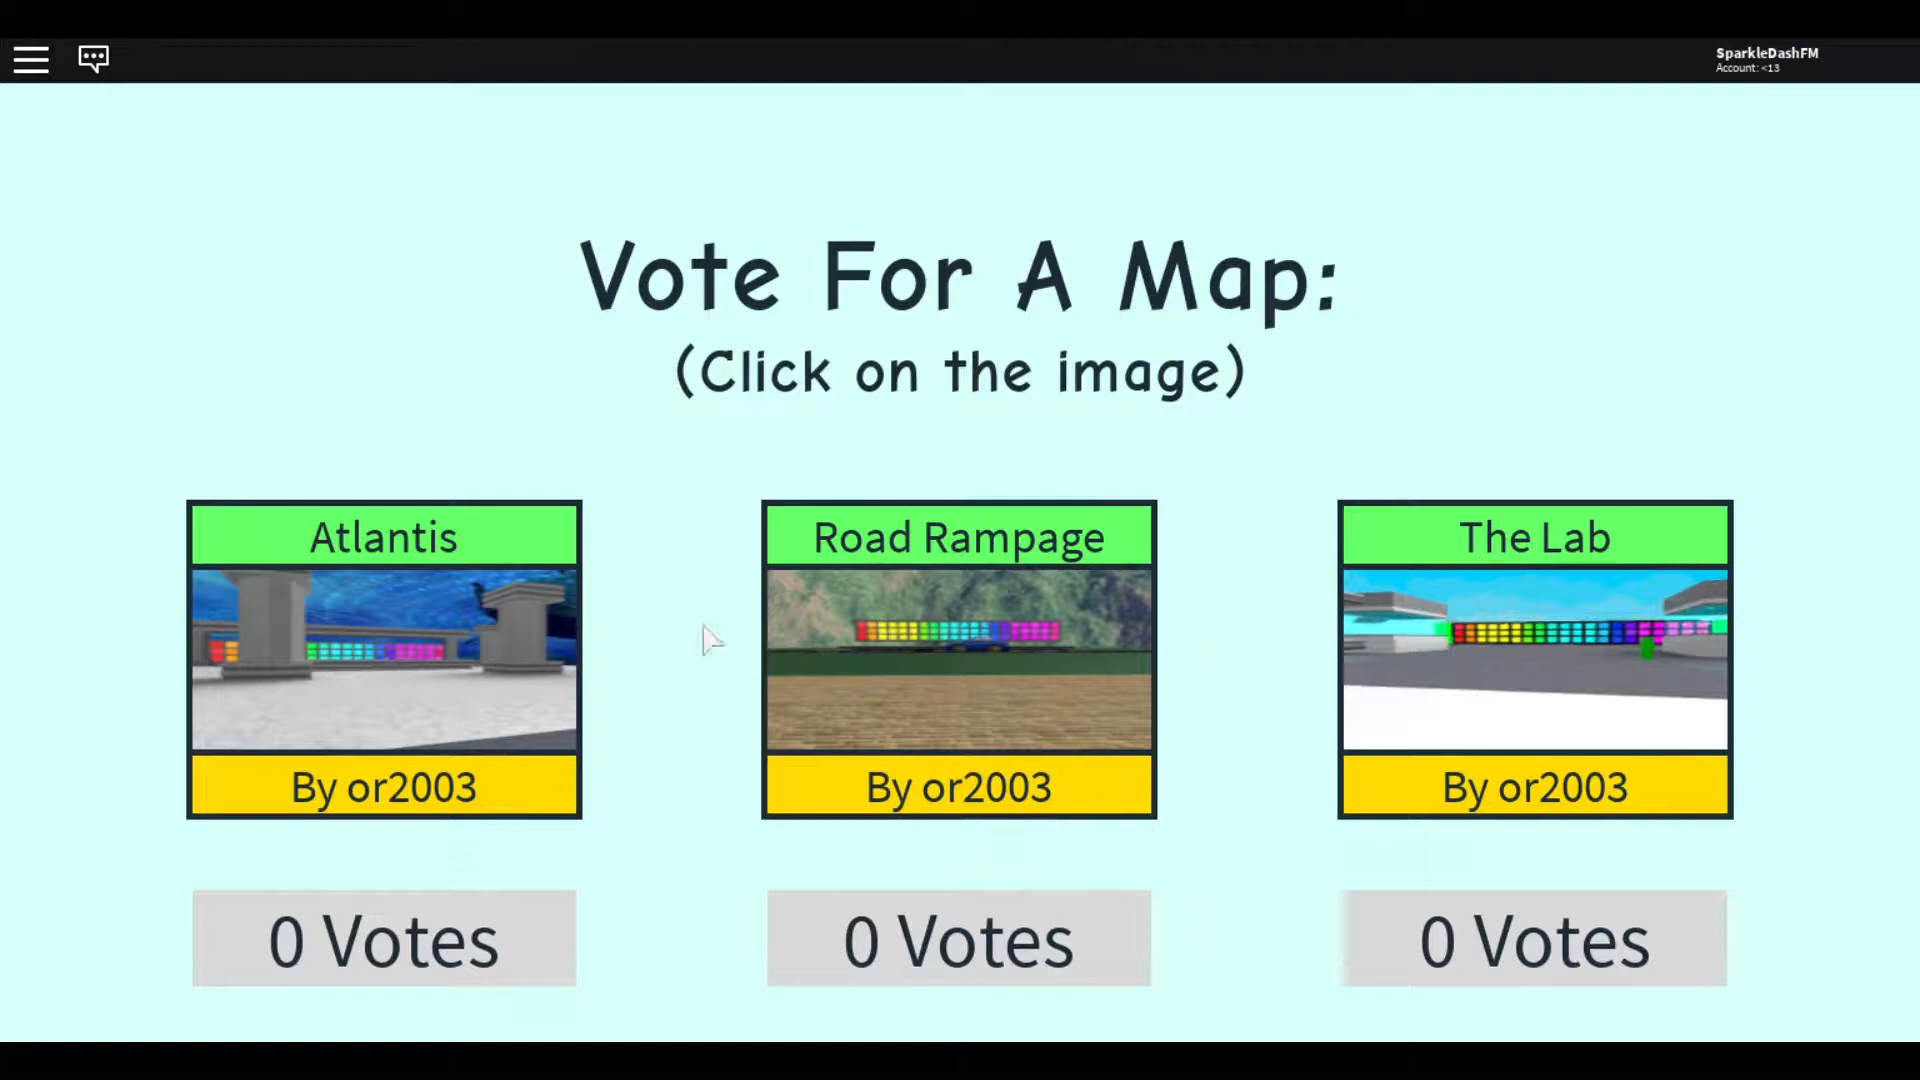 SparkleDashFM
Account: <13
Vote For A Map:
(Click on the image)
Atlantis
Road Rampage
The Lab
By or2003
By or2003
By or2003
0 Votes
0 Votes
0 Votes